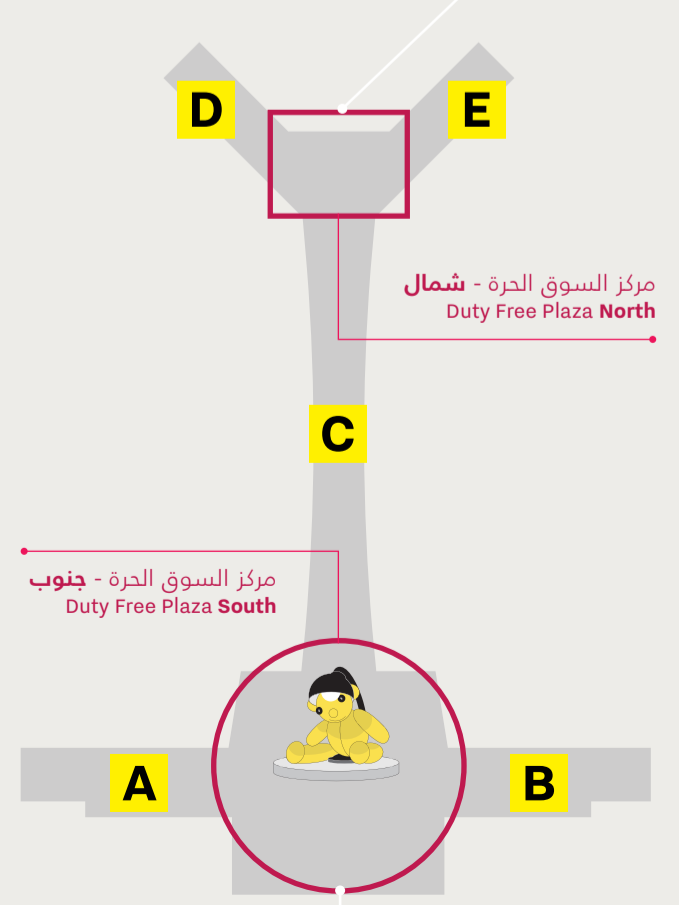 D
E
مركز السوق الحرة - شمال
Duty Free Plaza North
C
مركز السوق الحرة - جنوب
Duty Free Plaza South
A
B